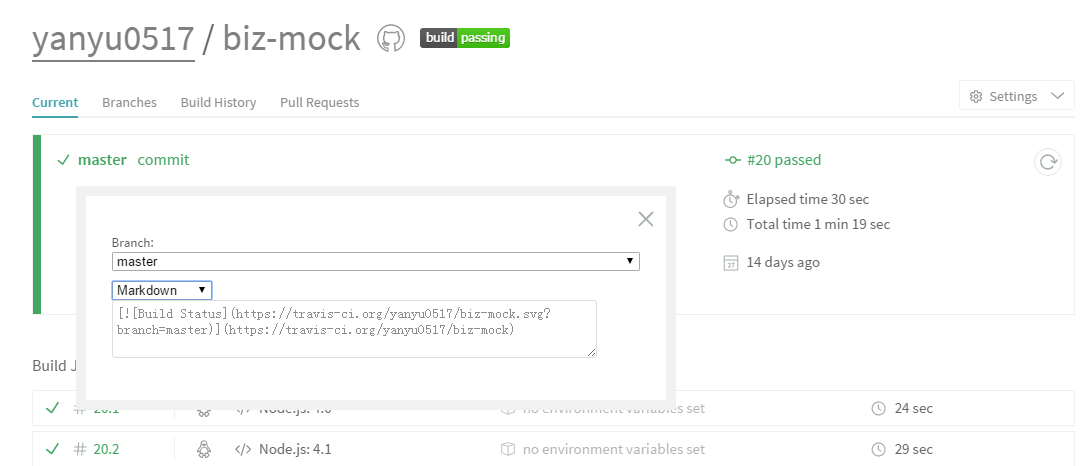 yanyu0517 / biz-mock build passing
Current Branches Build History Pull Requests Settings
master commit #20 passed
Elapsed time 30 sec
Total time 1 min 19 sec
27 14 days ago
Branch:
master
Markdown
[![Build Status](https://travis-ci.org/yanyu0517/biz-mock.svg?
branch=master)](https://travis-ci.org/yanyu0517/biz-mock)
Build J
# 20.1 </> Node.js: 4.0 no environment variables set 24 sec
# 20.2 </> Node.js: 4.1 no environment variables set 29 sec